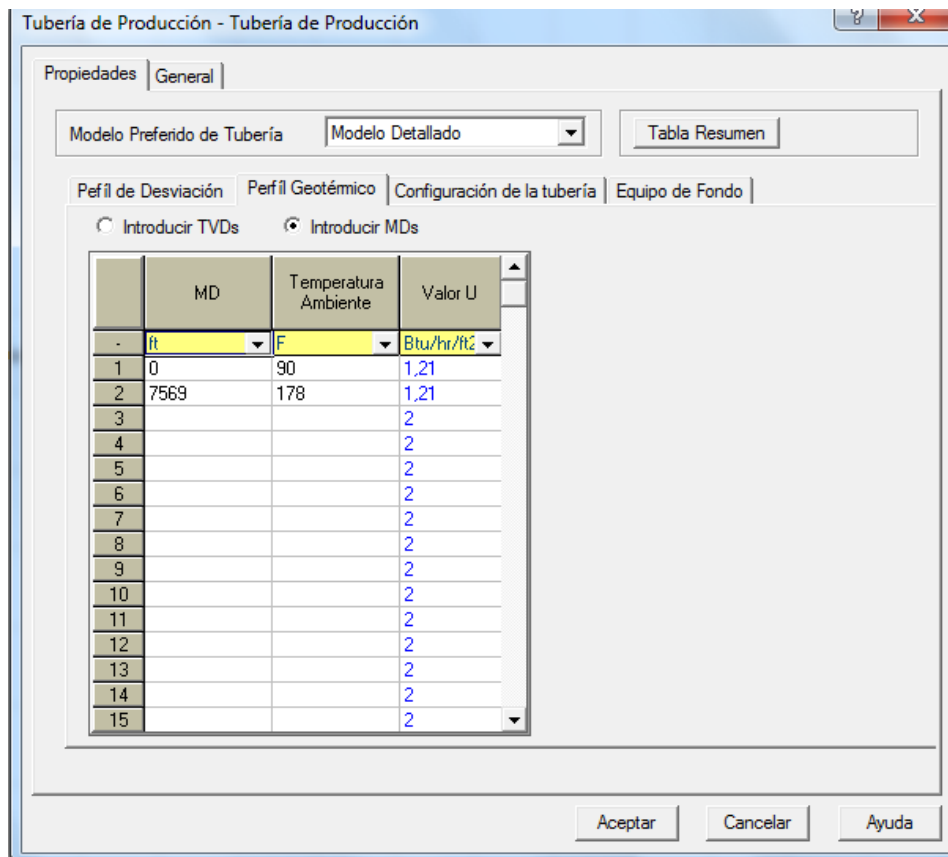 Tubería de Producción - Tubería de Producción
?
X
Propiedades
General
Modelo Preferido de Tubería
Modelo Detallado
Tabla Resumen
Pefíl de Desviación
Perfíl Geotérmico
Configuración de la tubería
Equipo de Fondo
Introducir TVDs
Introducir MDs
MD
Temperatura
Ambiente
Valor U
- ft F Btu/hr/ft2
1 0 90 1,21
2 7569 178 1,21
3 2
4 2
5 2
6 2
7 2
8 2
9 2
10 2
11 2
12 2
13 2
14 2
15 2
Aceptar
Cancelar
Ayuda